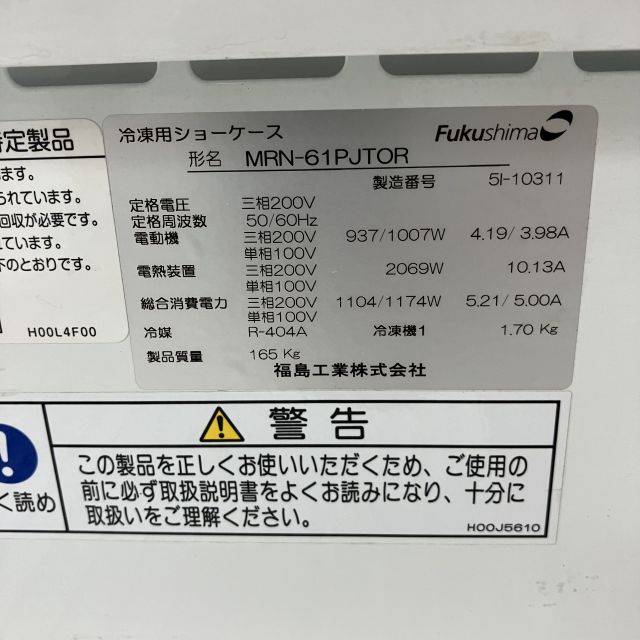 特定製品
ます。
られています。
回収が必要です。
ています。
下のとおりです。
H00L4F00
冷凍用ショーケース Fukushima
形名 MRN-61PJTOR
製造番号 5I-10311
定格電圧 三相200V
定格周波数 50/60Hz
電動機 三相200V 937/1007W 4.19/3.98A
単相100V
電熱装置 三相200V 2069W 10.13A
単相100V
総合消費電力 三相200V 1104/1174W 5.21/5.00A
単相100V
冷媒 R-404A 冷凍機1 1.70 Kg
製品質量 165 Kg
福島工業株式会社
警告
く読め
この製品を正しくお使いいただくため、ご使用の
前に必ず取扱説明書をよくお読みになり、十分に
取扱いをご理解ください。
H00J5610